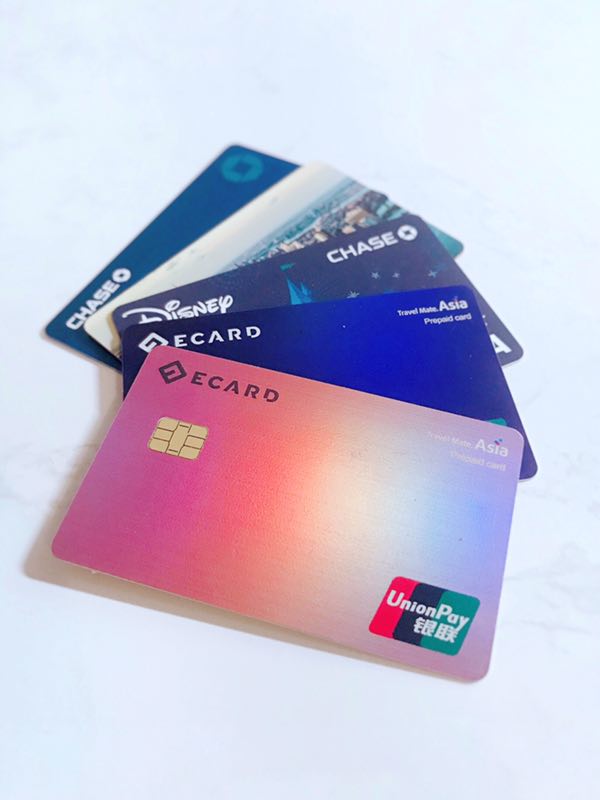 CHASE
CHASE
Disney
Travel Mate. Asia
Prepaid card
ECARD
A
ECARD
Travel Mate. Asia
Prepaid card
UnionPay
银联